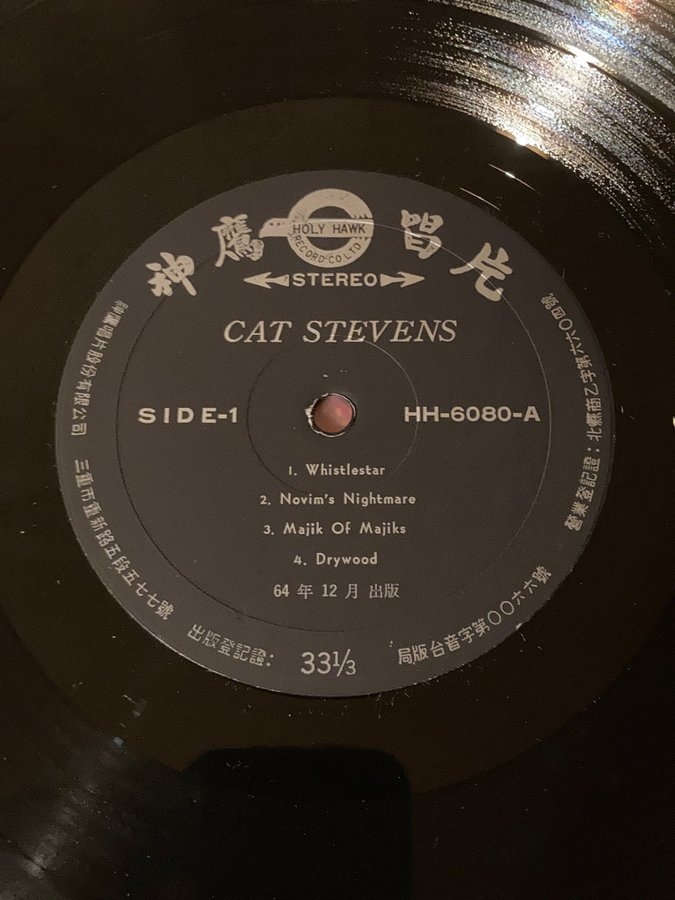 神鷹唱片
HOLY HAWK
RECORD CO LTD.
STEREO
CAT STEVENS
SIDE-1
HH-6080-A
1. Whistlestar
2. Novim's Nightmare
3. Majik Of Majiks
4. Drywood
64 年 12 月 出版
33⅓
神鷹唱片股份有限公司 三重市重新路五段五七七號
出版登記證:
局版台音字第〇〇六六號
營業登記證:北縣商乙字第六六〇四號